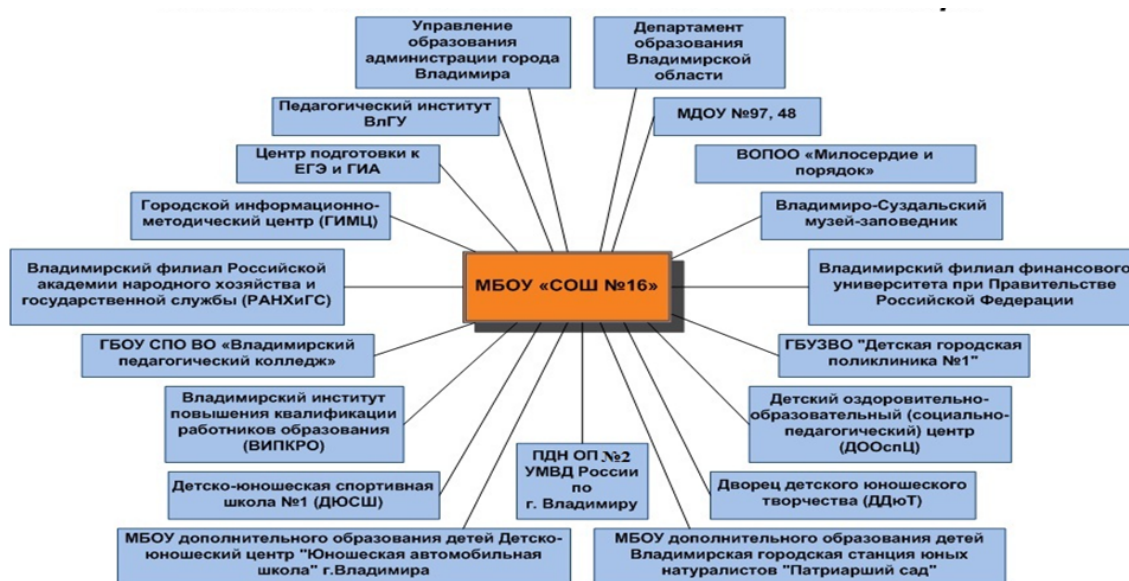 Управление
образования
администрации города
Владимира
Департамент
образования
Владимирской
области
Педагогический институт
ВлГУ
МДОУ №97, 48
Центр подготовки к
ЕГЭ и ГИА
ВОПОО «Милосердие и
порядок»
Городской информационно-
методический центр (ГИМЦ)
Владимиро-Суздальский
музей-заповедник
Владимирский филиал Российской
академии народного хозяйства и
государственной службы (РАНХиГС)
МБОУ «СОШ №16»
Владимирский филиал финансового
университета при Правительстве
Российской Федерации
ГБОУ СПО ВО «Владимирский
педагогический колледж»
ГБУЗВО "Детская городская
поликлиника №1"
Владимирский институт
повышения квалификации
работников образования
(ВИПКРО)
Детский оздоровительно-
образовательный (социально-
педагогический) центр
(ДООспЦ)
ПДН ОП №2
УМВД России
по
г. Владимиру
Детско-юношеская спортивная
школа №1 (ДЮСШ)
Дворец детского юношеского
творчества (ДДюТ)
МБОУ дополнительного образования детей Детско-
юношеский центр "Юношеская автомобильная
школа" г.Владимира
МБОУ дополнительного образования детей
Владимирская городская станция юных
натуралистов "Патриарший сад"